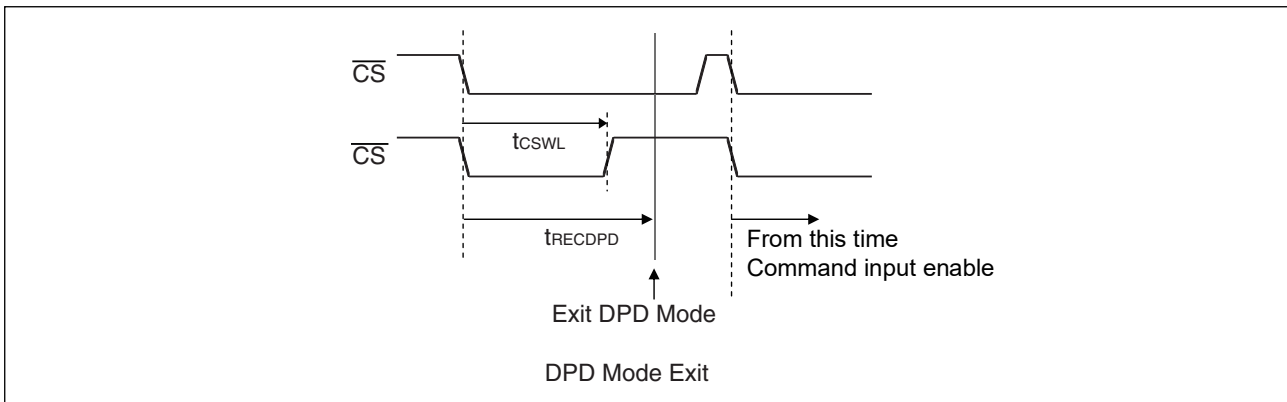 CS
tCSWL
CS
tRECDPD
From this time
Command input enable
Exit DPD Mode
DPD Mode Exit